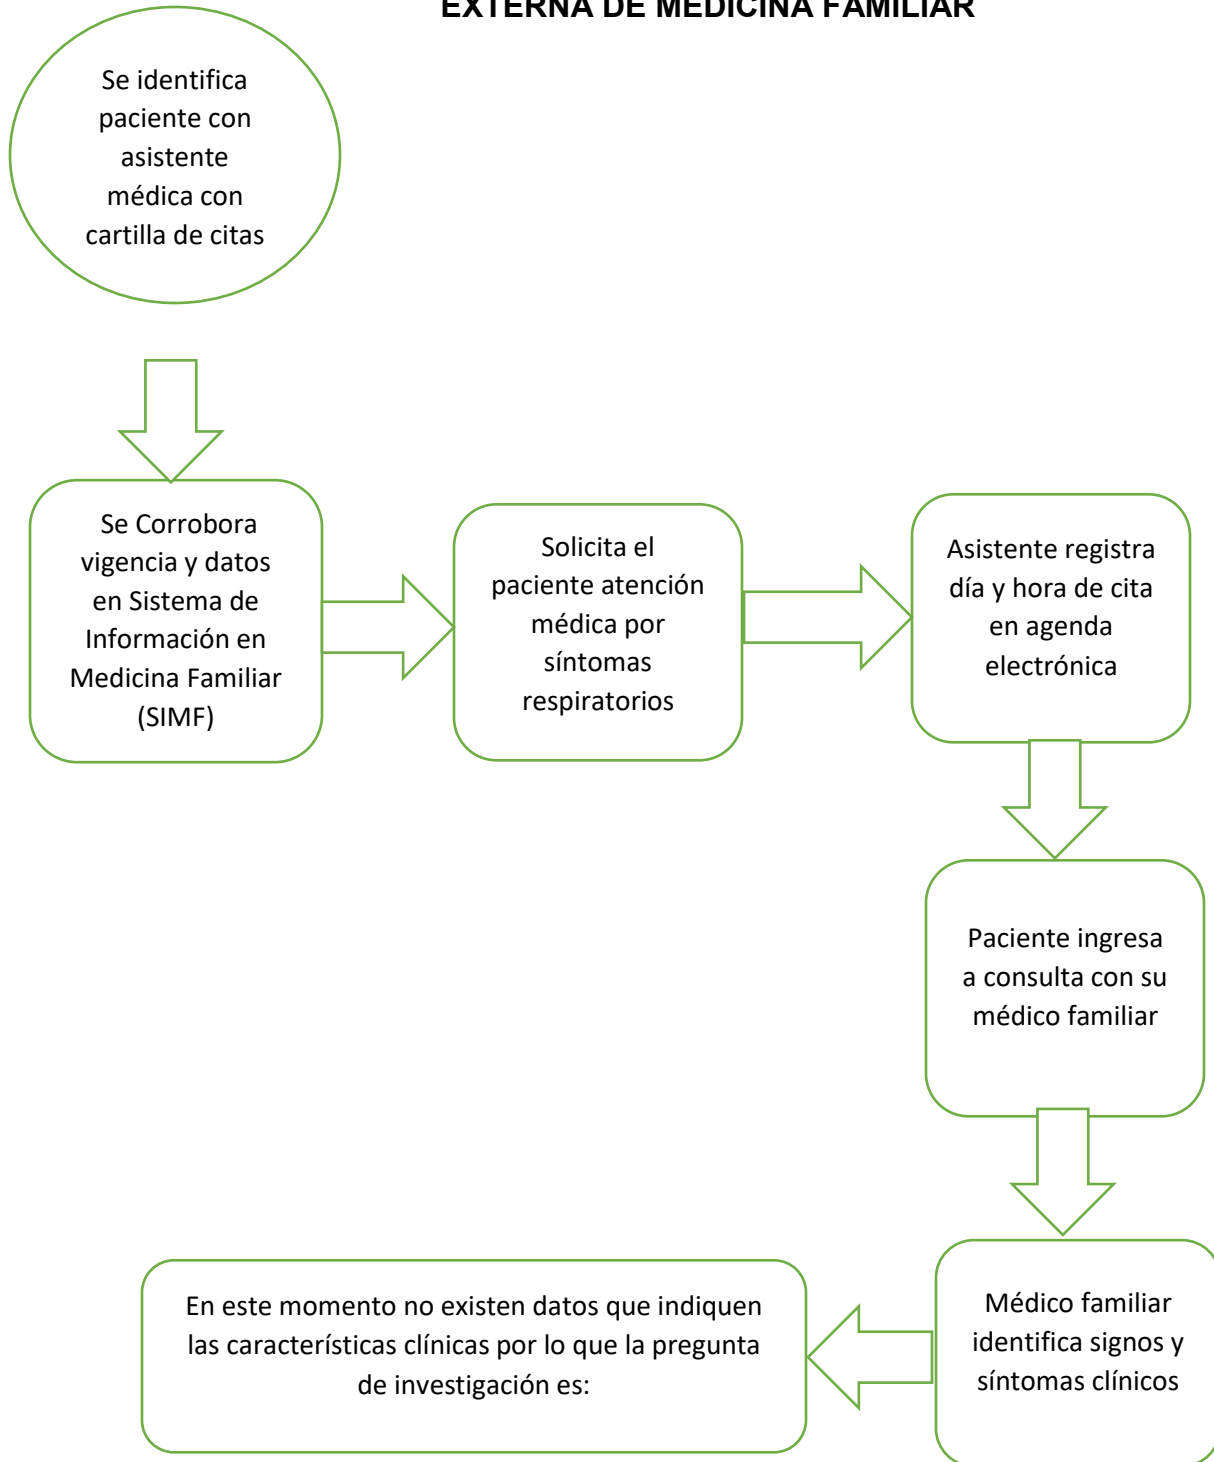 EXTERNA DE MEDICINA FAMILIAR
Se identifica
paciente con
asistente
médica con
cartilla de citas
Se Corrobora
vigencia y datos
en Sistema de
Información en
Medicina Familiar
(SIMF)
Solicita el
paciente atención
médica por
síntomas
respiratorios
Asistente registra
día y hora de cita
en agenda
electrónica
Paciente ingresa
a consulta con su
médico familiar
Médico familiar
identifica signos y
síntomas clínicos
En este momento no existen datos que indiquen
las características clínicas por lo que la pregunta
de investigación es: